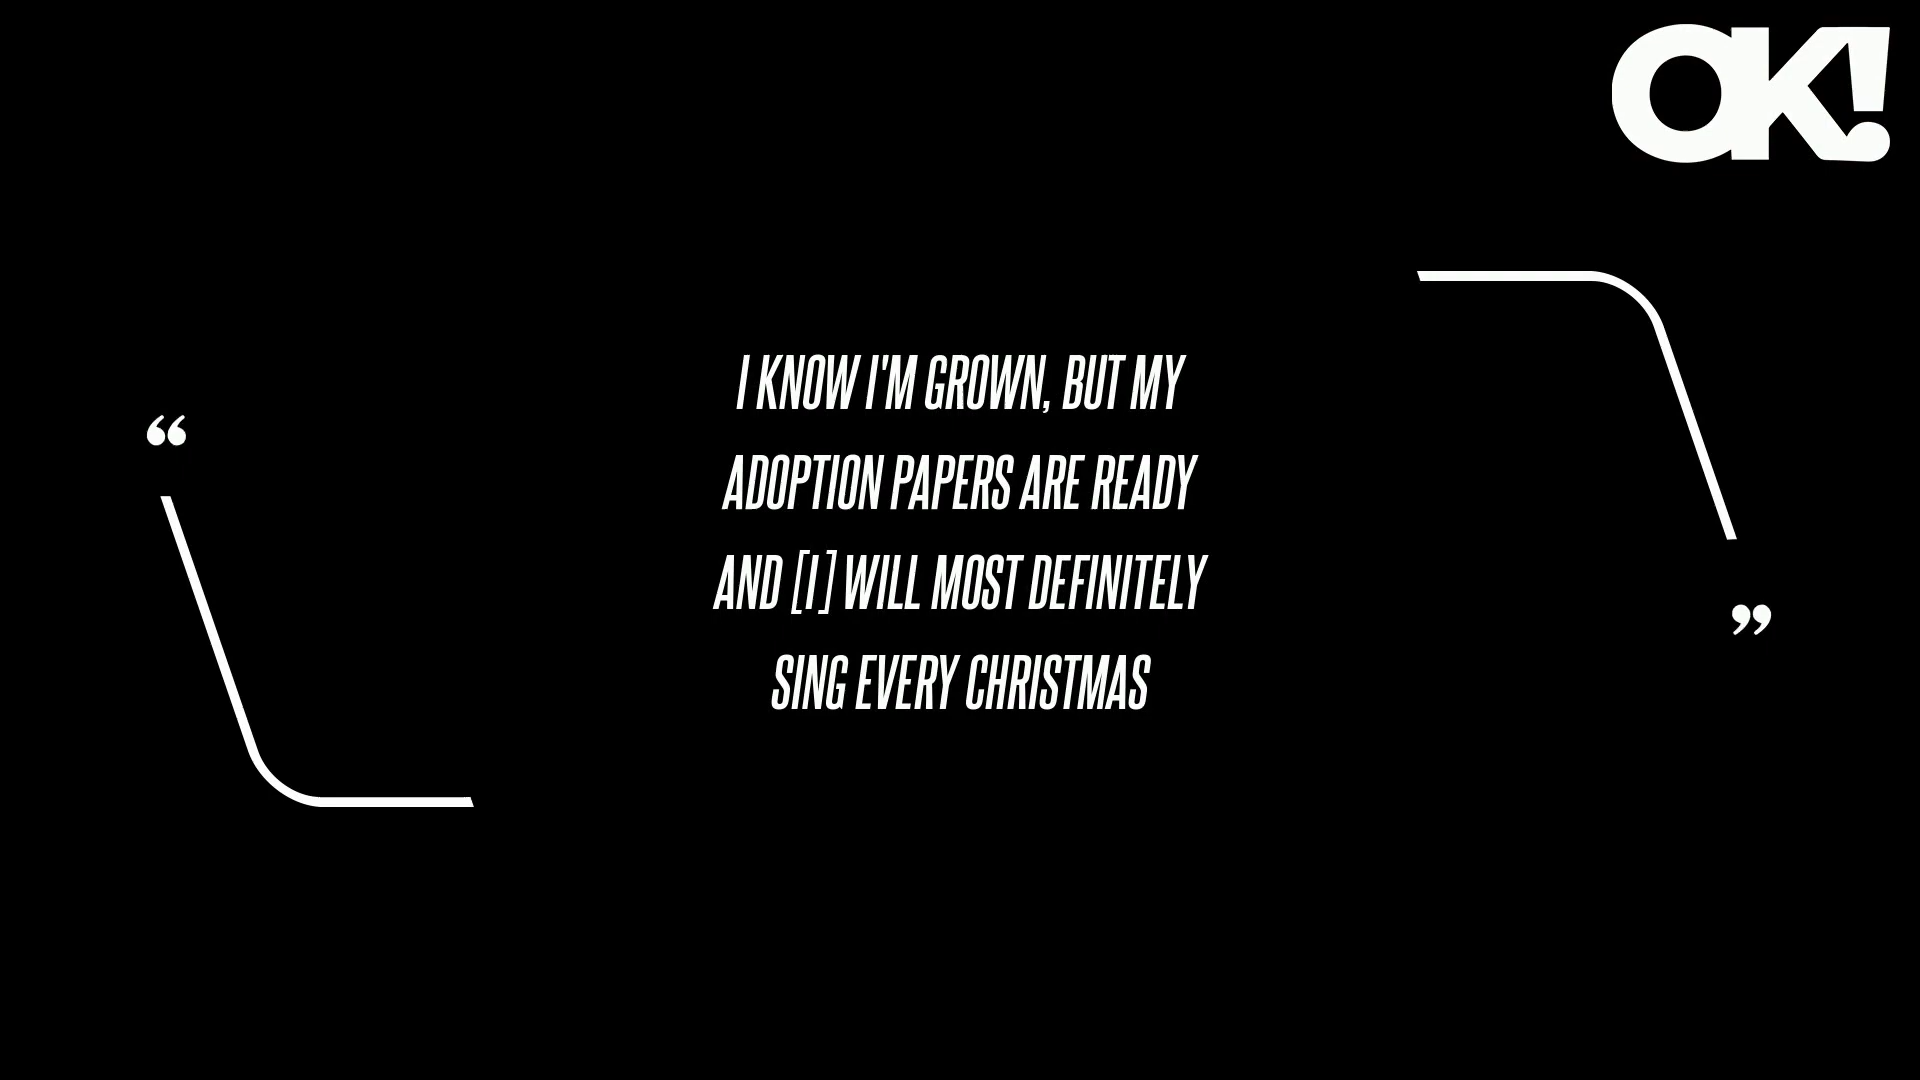 OK!
“
I KNOW I'M GROWN, BUT MY
ADOPTION PAPERS ARE READY
AND [I] WILL MOST DEFINITELY
SING EVERY CHRISTMAS
”